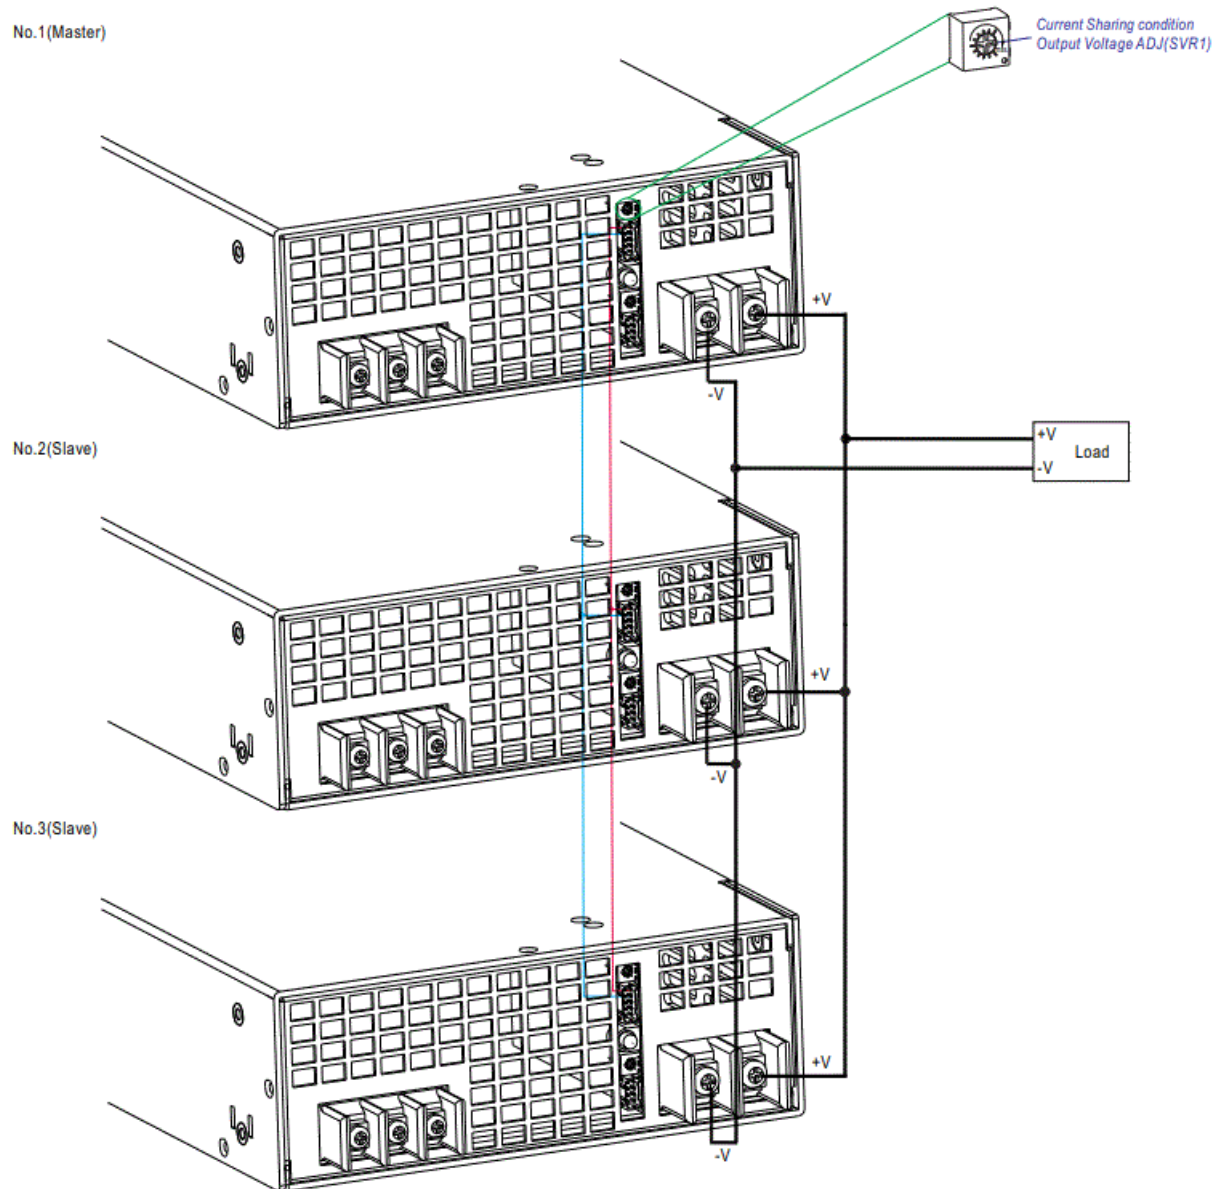 No.1(Master)
Current Sharing condition
Output Voltage ADJ(SVR1)
+V
-V
+V
-V
Load
No.2(Slave)
+V
-V
No.3(Slave)
+V
-V